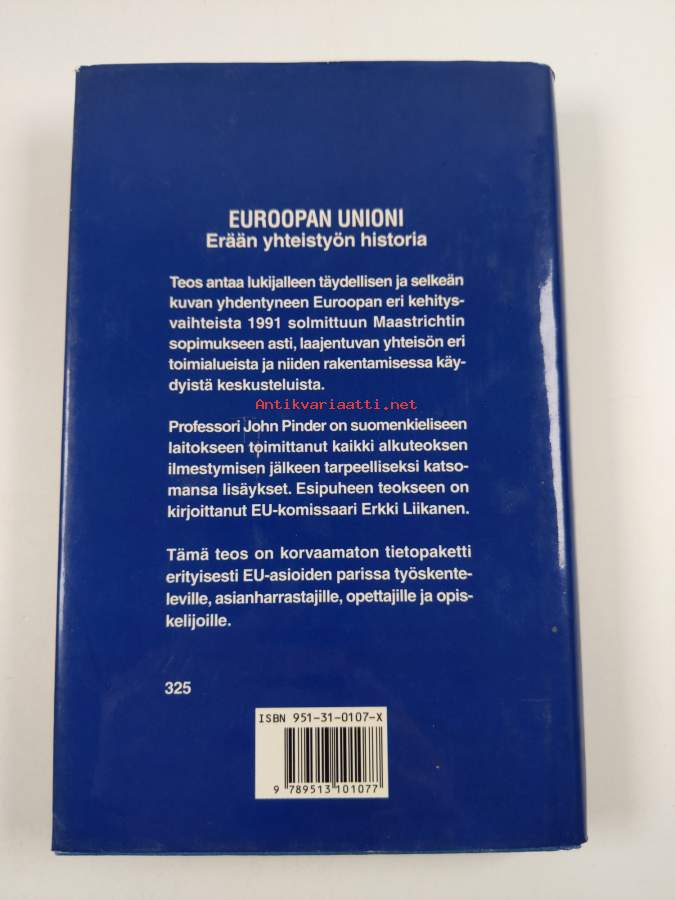 EUROOPAN UNIONI
Erään yhteistyön historia
Teos antaa lukijalleen täydellisen ja selkeän
kuvan yhdentyneen Euroopan eri kehitys-
vaihteista 1991 solmittuun Maastrichtin
sopimukseen asti, laajentuvan yhteisön eri
toimialueista ja niiden rakentamisessa käy-
dyistä keskusteluista.
Antikvariaatti.net
Professori John Pinder on suomenkieliseen
laitokseen toimittanut kaikki alkuteoksen
ilmestymisen jälkeen tarpeelliseksi katso-
mansa lisäykset. Esipuheen teokseen on
kirjoittanut EU-komissaari Erkki Liikanen.
Tämä teos on korvaamaton tietopaketti
erityisesti EU-asioiden parissa työskente-
leville, asianharrastajille, opettajille ja opis-
kelijoille.
325
ISBN 951-31-0107-X
9 789513 101077